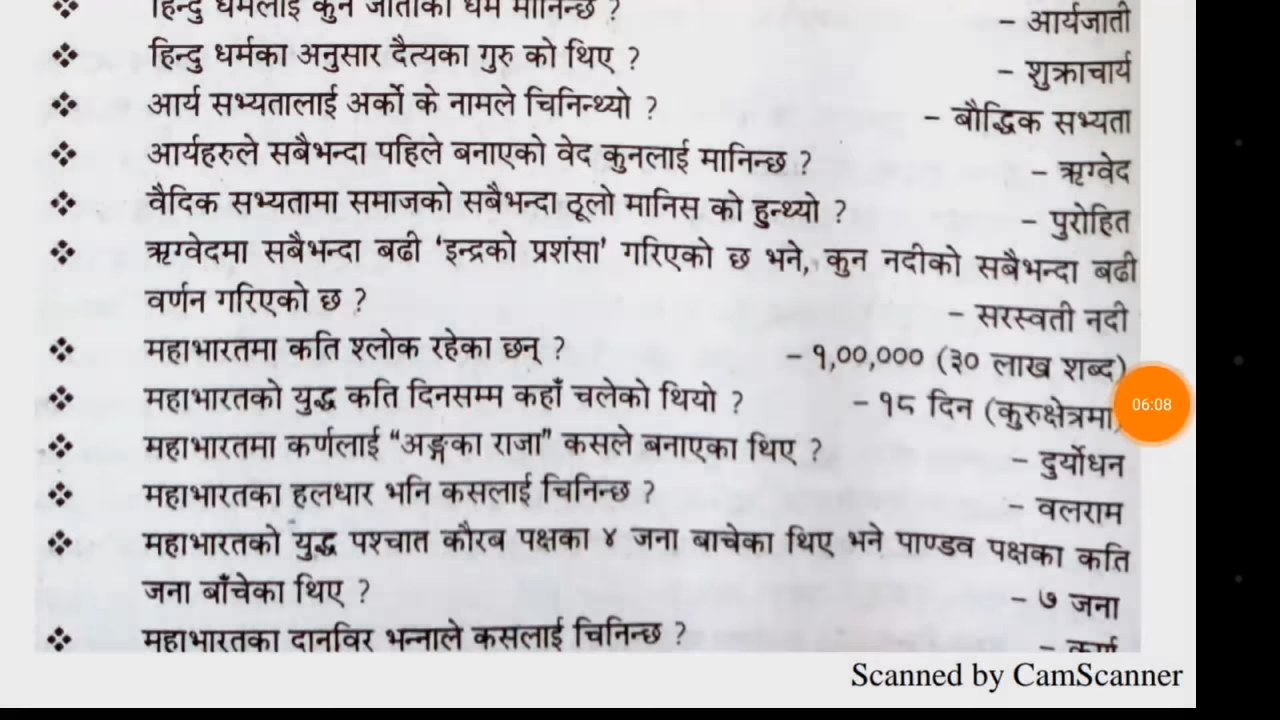 हिन्दु धर्मलाई कुन जातीको धर्म मानिन्छ ? – आर्यजाती
❖ हिन्दु धर्मका अनुसार दैत्यका गुरु को थिए ? – शुक्राचार्य
❖ आर्य सभ्यतालाई अर्को के नामले चिनिन्थ्यो ? – बौद्धिक सभ्यता
❖ आर्यहरुले सबैभन्दा पहिले बनाएको वेद कुनलाई मानिन्छ ? – ऋग्वेद
❖ वैदिक सभ्यतामा समाजको सबैभन्दा ठूलो मानिस को हुन्थ्यो ? – पुरोहित
❖ ऋग्वेदमा सबैभन्दा बढी ‘इन्द्रको प्रशंसा’ गरिएको छ भने, कुन नदीको सबैभन्दा बढी
वर्णन गरिएको छ ? – सरस्वती नदी
❖ महाभारतमा कति श्लोक रहेका छन् ? – १,००,००० (३० लाख शब्द)
❖ महाभारतको युद्ध कति दिनसम्म कहाँ चलेको थियो ? – १८ दिन (कुरुक्षेत्रमा)
06:08
❖ महाभारतमा कर्णलाई “अङ्गका राजा” कसले बनाएका थिए ? – दुर्योधन
❖ महाभारतका हलधार भनि कसलाई चिनिन्छ ? – वलराम
❖ महाभारतको युद्ध पश्चात कौरब पक्षका ४ जना बाचेका थिए भने पाण्डव पक्षका कति
जना बाँचेका थिए ? – ७ जना
❖ महाभारतका दानविर भन्नाले कसलाई चिनिन्छ ? – कर्ण
Scanned by CamScanner